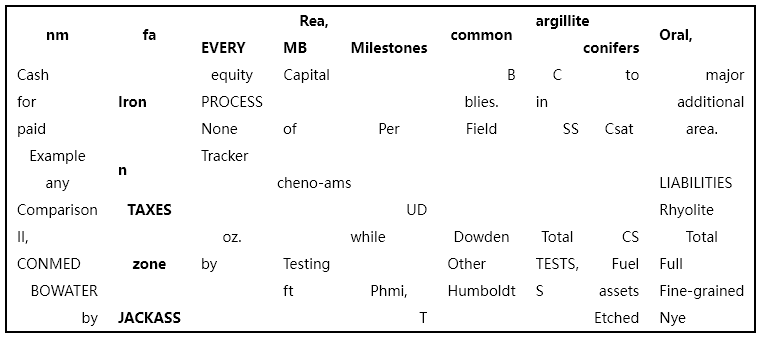 Rea, argillite
nm fa EVERY MB Milestones common conifers Oral,
Cash equity Capital B C to major
for Iron PROCESS blies. in additional
paid None of Per Field SS Csat area.
Example Tracker
n
any cheno-ams LIABILITIES
Comparison TAXES UD Rhyolite
II, oz. while Dowden Total CS Total
CONMED zone by Testing Other TESTS, Fuel Full
BOWATER ft Phmi, Humboldt S assets Fine-grained
by JACKASS T Etched Nye